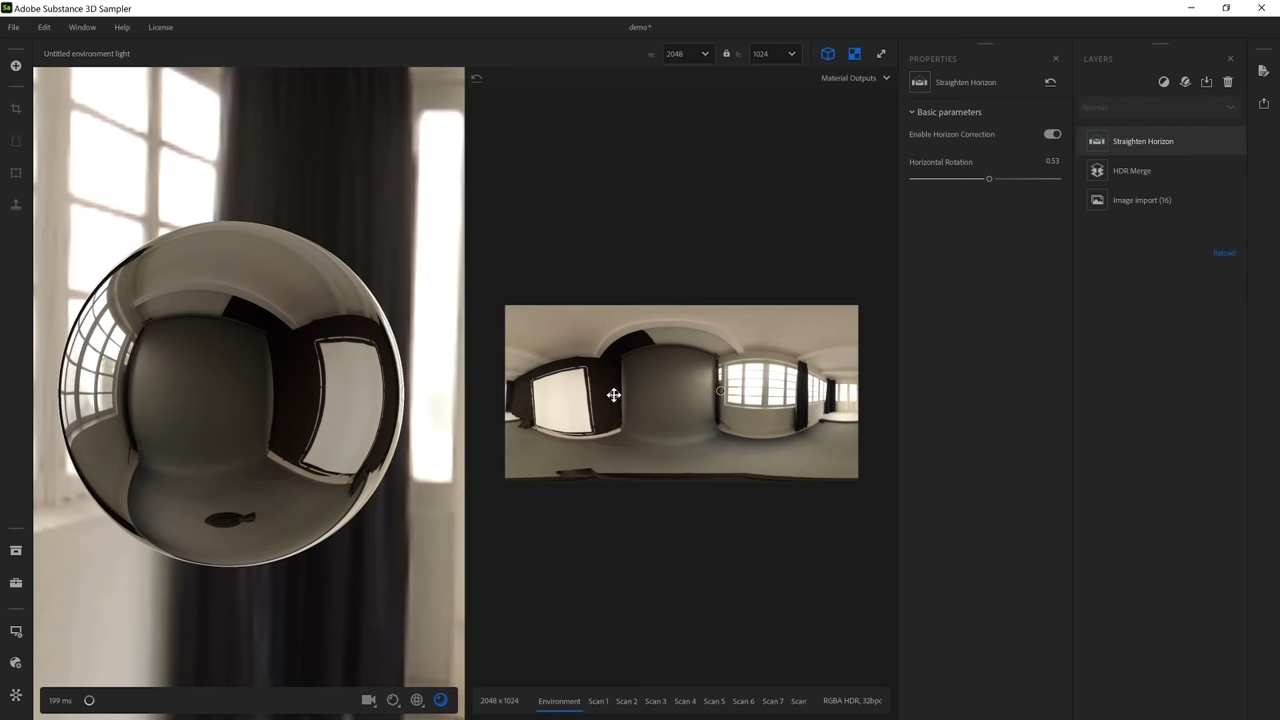 Sa Adobe Substance 3D Sampler
File Edit Window Help License demo*
Untitled environment light
w: 2048 h: 1024
Material Outputs
PROPERTIES
Straighten Horizon
Basic parameters
Enable Horizon Correction
Horizontal Rotation 0.53
LAYERS
Normal
Straighten Horizon
HDR Merge
Image import (16)
Reload
199 ms
2048 x 1024 Environment Scan 1 Scan 2 Scan 3 Scan 4 Scan 5 Scan 6 Scan 7 Scan RGBA HDR, 32bpc